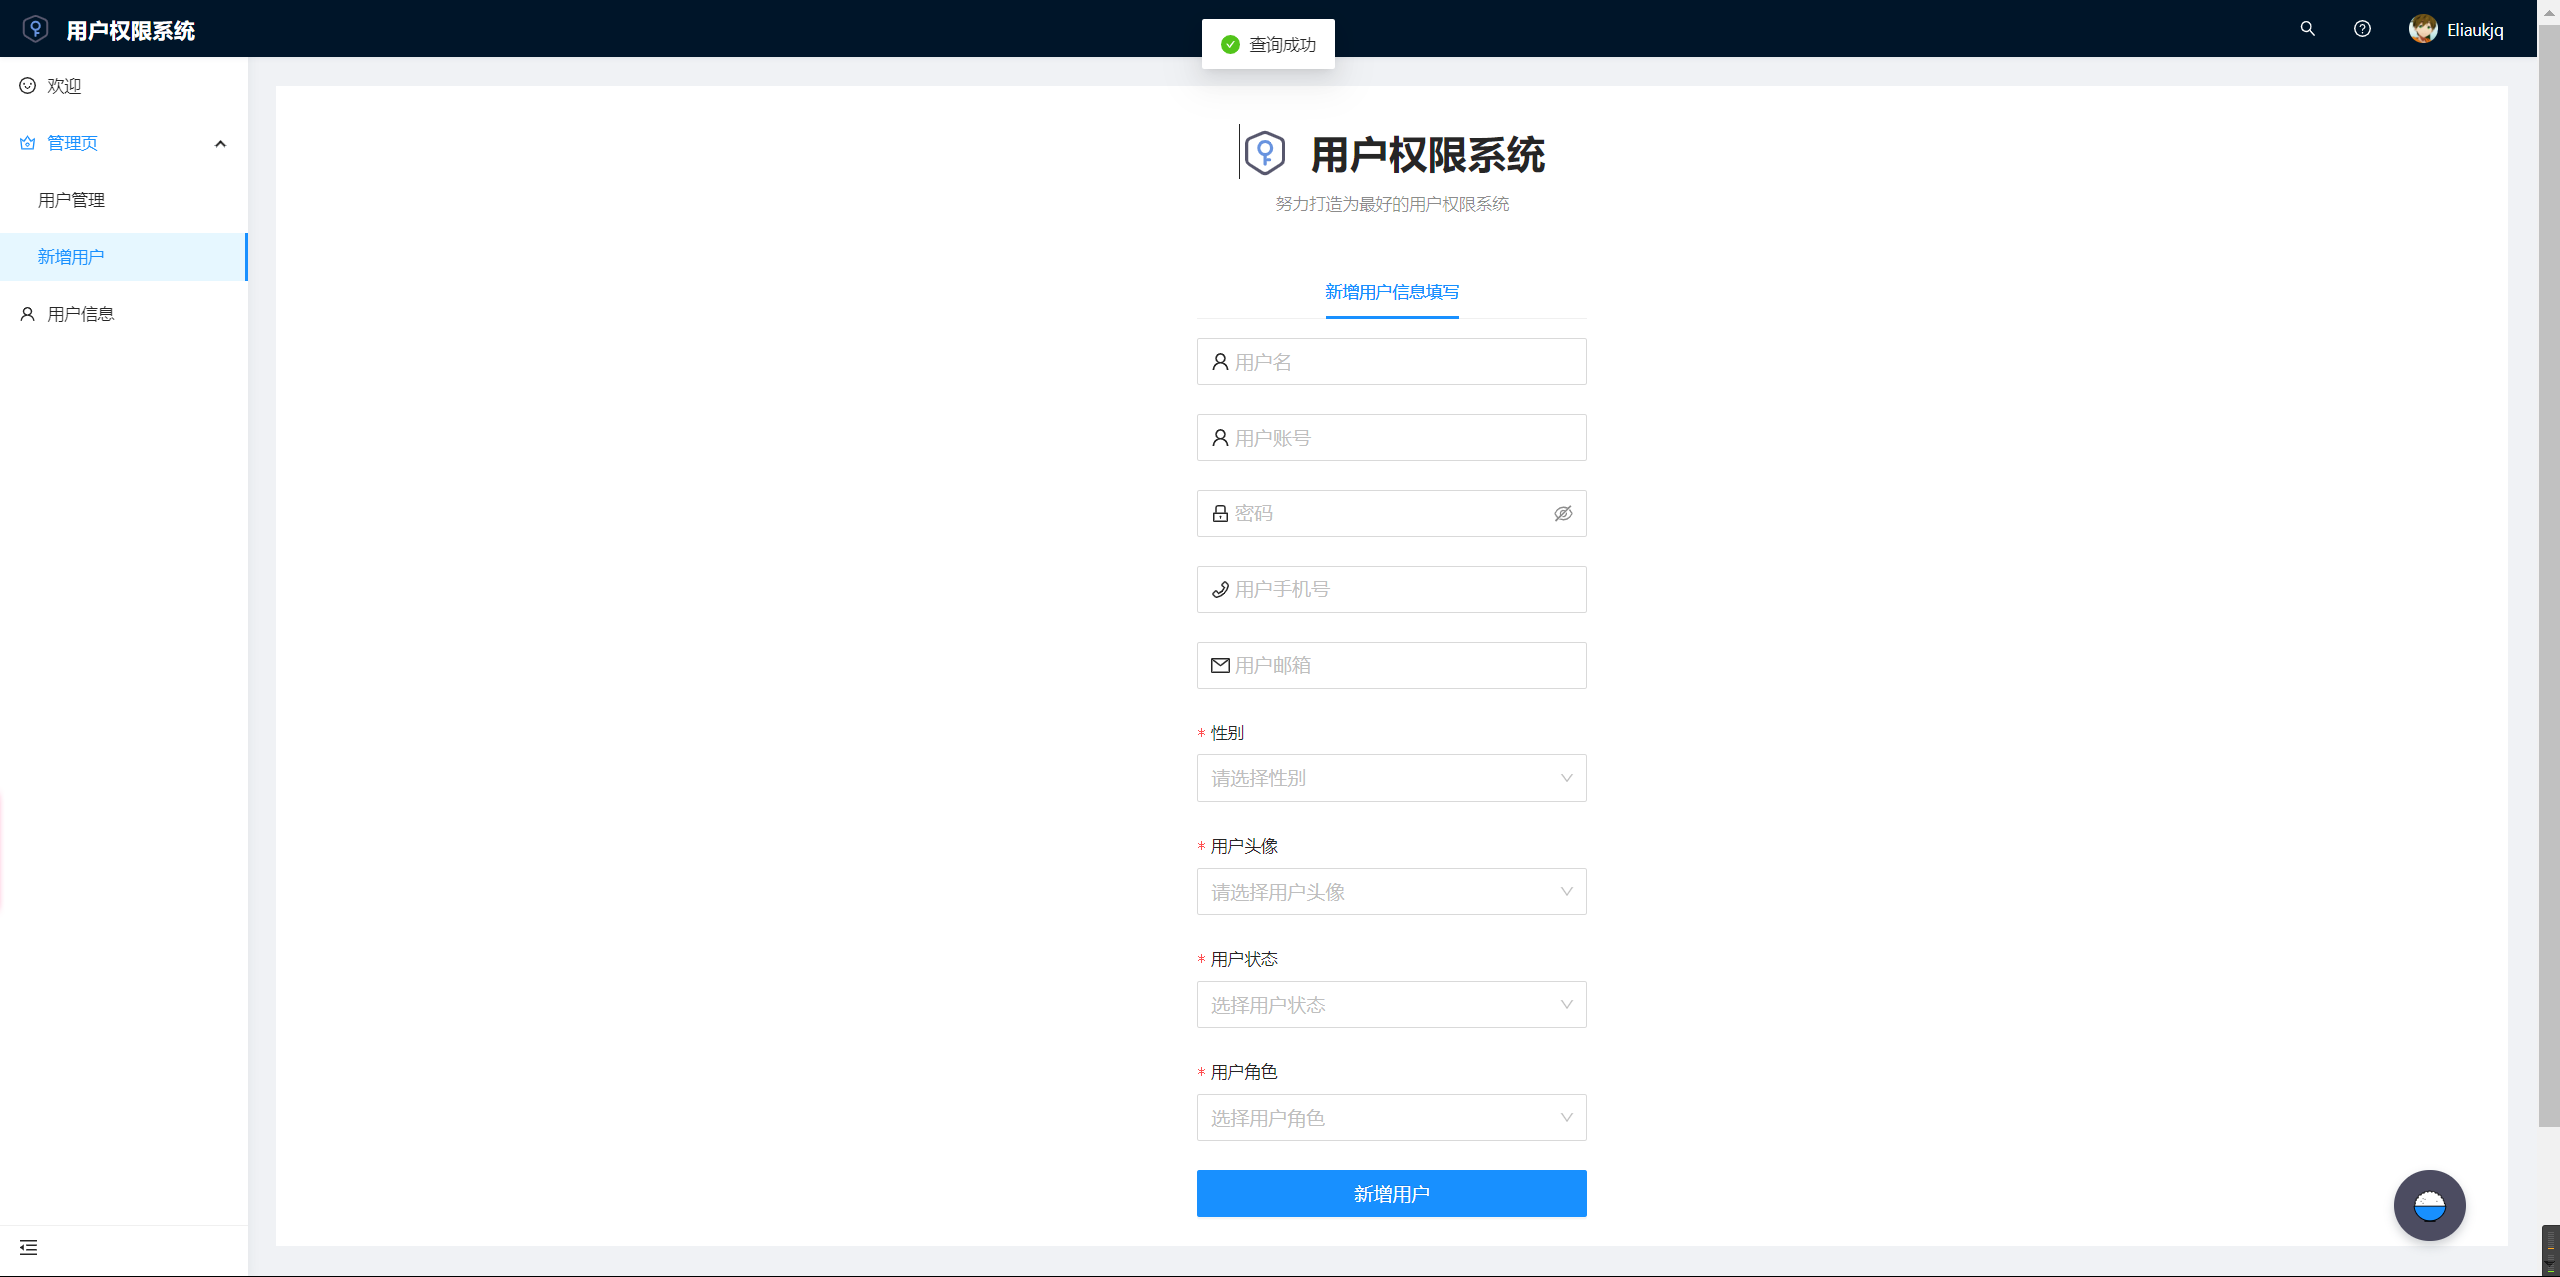 用户权限系统
查询成功
Eliaukjq
欢迎
管理页
用户管理
新增用户
用户信息
用户权限系统
努力打造为最好的用户权限系统
新增用户信息填写
用户名
用户账号
密码
用户手机号
用户邮箱
* 性别
请选择性别
* 用户头像
请选择用户头像
* 用户状态
选择用户状态
* 用户角色
选择用户角色
新增用户